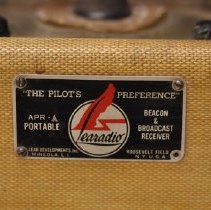 "THE PILOT'S PREFERENCE"
APR-A PORTABLE
Learadio
BEACON & BROADCAST RECEIVER
LEAR DEVELOPMENTS, INC.
MINEOLA, L.I.
ROOSEVELT FIELD
N.Y. U.S.A.